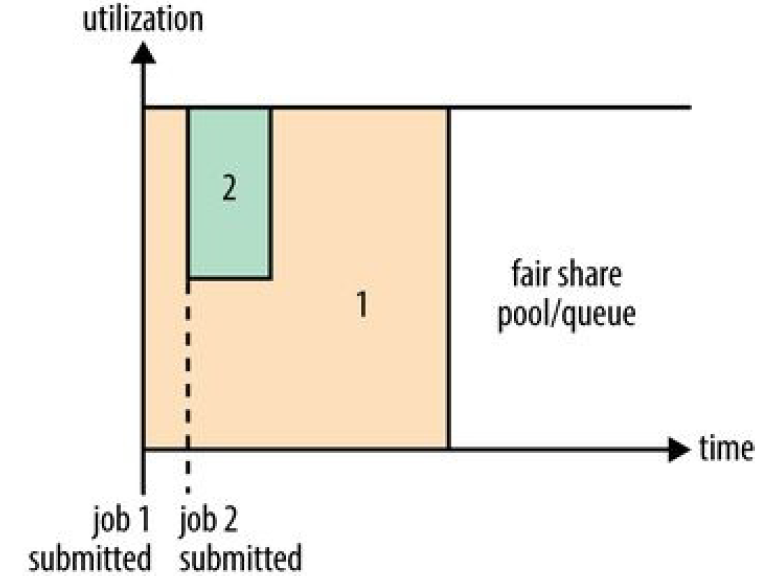 utilization
2
1
fair share
pool/queue
time
job 1
submitted
job 2
submitted